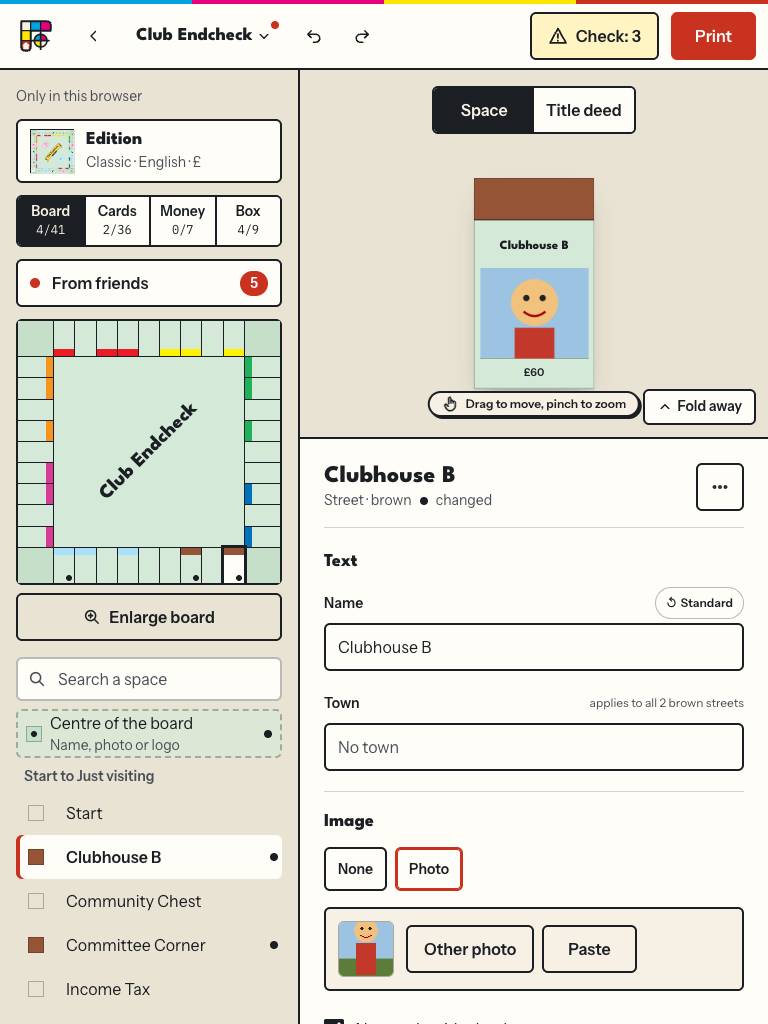 Club Endcheck
Check: 3
Print
Only in this browser
Edition
Classic · English · £
Board
4/41
Cards
2/36
Money
0/7
Box
4/9
From friends
5
Club Endcheck
Enlarge board
Search a space
Centre of the board
Name, photo or logo
Start to Just visiting
Start
Clubhouse B
Community Chest
Committee Corner
Income Tax
Space
Title deed
Clubhouse B
£60
Drag to move, pinch to zoom
Fold away
Clubhouse B
Street · brown ● changed
Text
Name
Standard
Clubhouse B
Town
applies to all 2 brown streets
No town
Image
None
Photo
Other photo
Paste